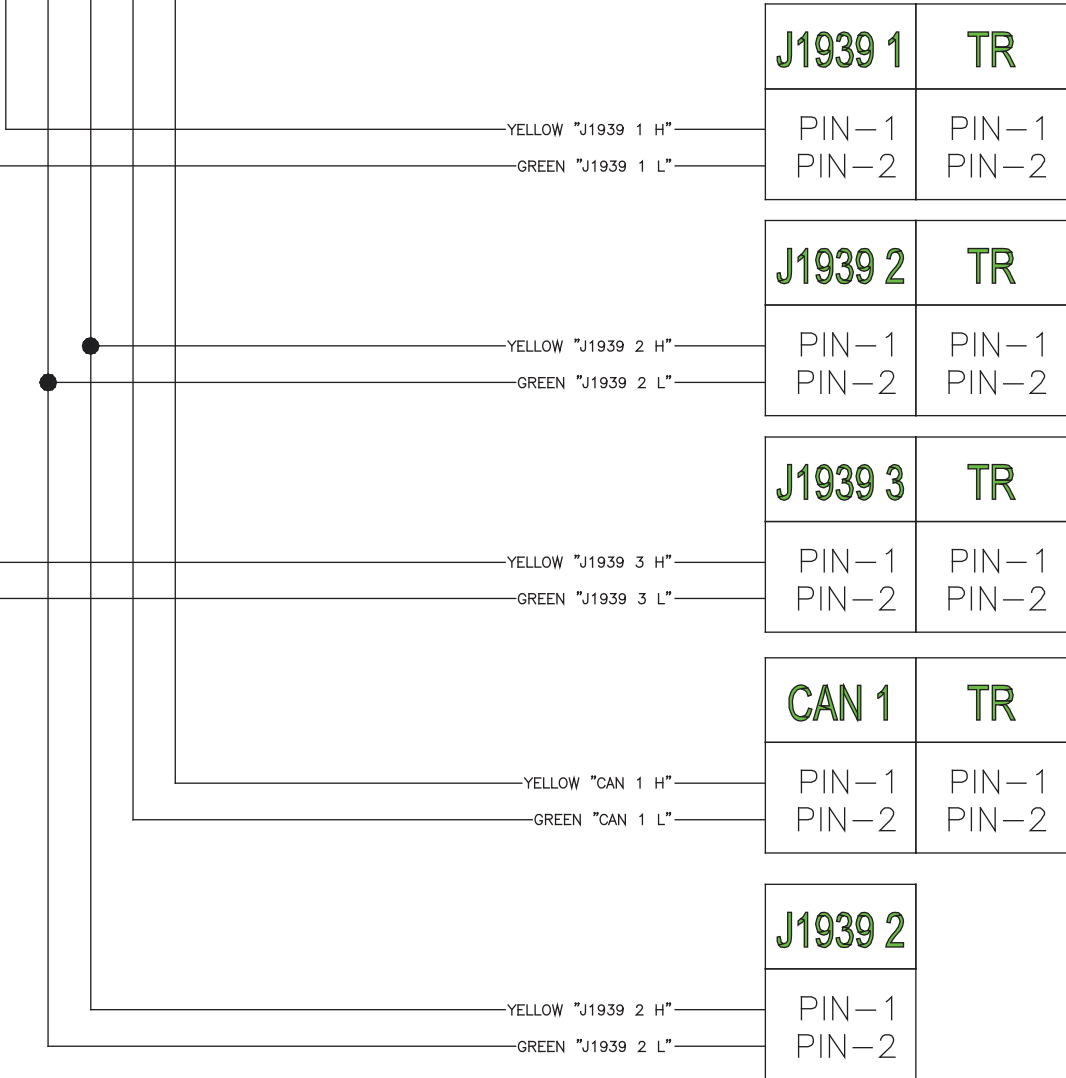 J1939 1 TR
YELLOW "J1939 1 H" PIN-1 PIN-1
GREEN "J1939 1 L" PIN-2 PIN-2
J1939 2 TR
YELLOW "J1939 2 H" PIN-1 PIN-1
GREEN "J1939 2 L" PIN-2 PIN-2
J1939 3 TR
YELLOW "J1939 3 H" PIN-1 PIN-1
GREEN "J1939 3 L" PIN-2 PIN-2
CAN 1 TR
YELLOW "CAN 1 H" PIN-1 PIN-1
GREEN "CAN 1 L" PIN-2 PIN-2
J1939 2
YELLOW "J1939 2 H" PIN-1
GREEN "J1939 2 L" PIN-2